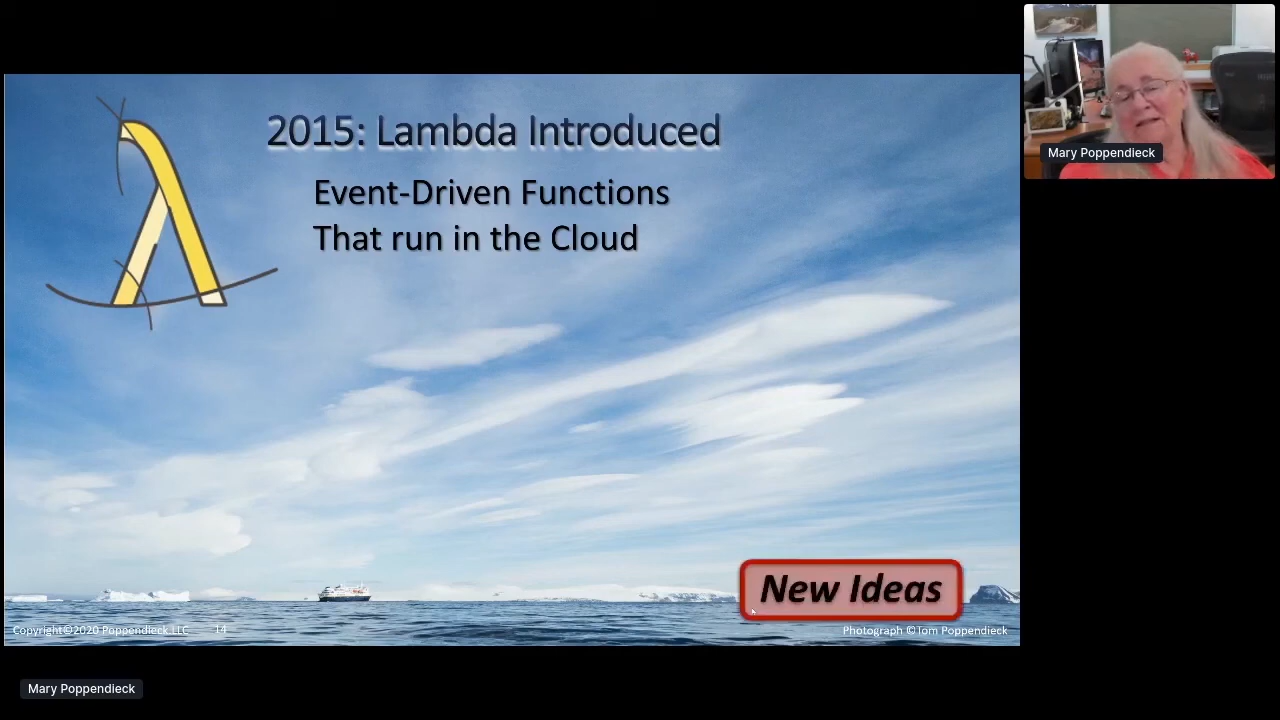 2015: Lambda Introduced
Event-Driven Functions
That run in the Cloud
New Ideas
Copyright©2020 Poppendieck LLC 14
Photograph ©Tom Poppendieck
Mary Poppendieck
Mary Poppendieck